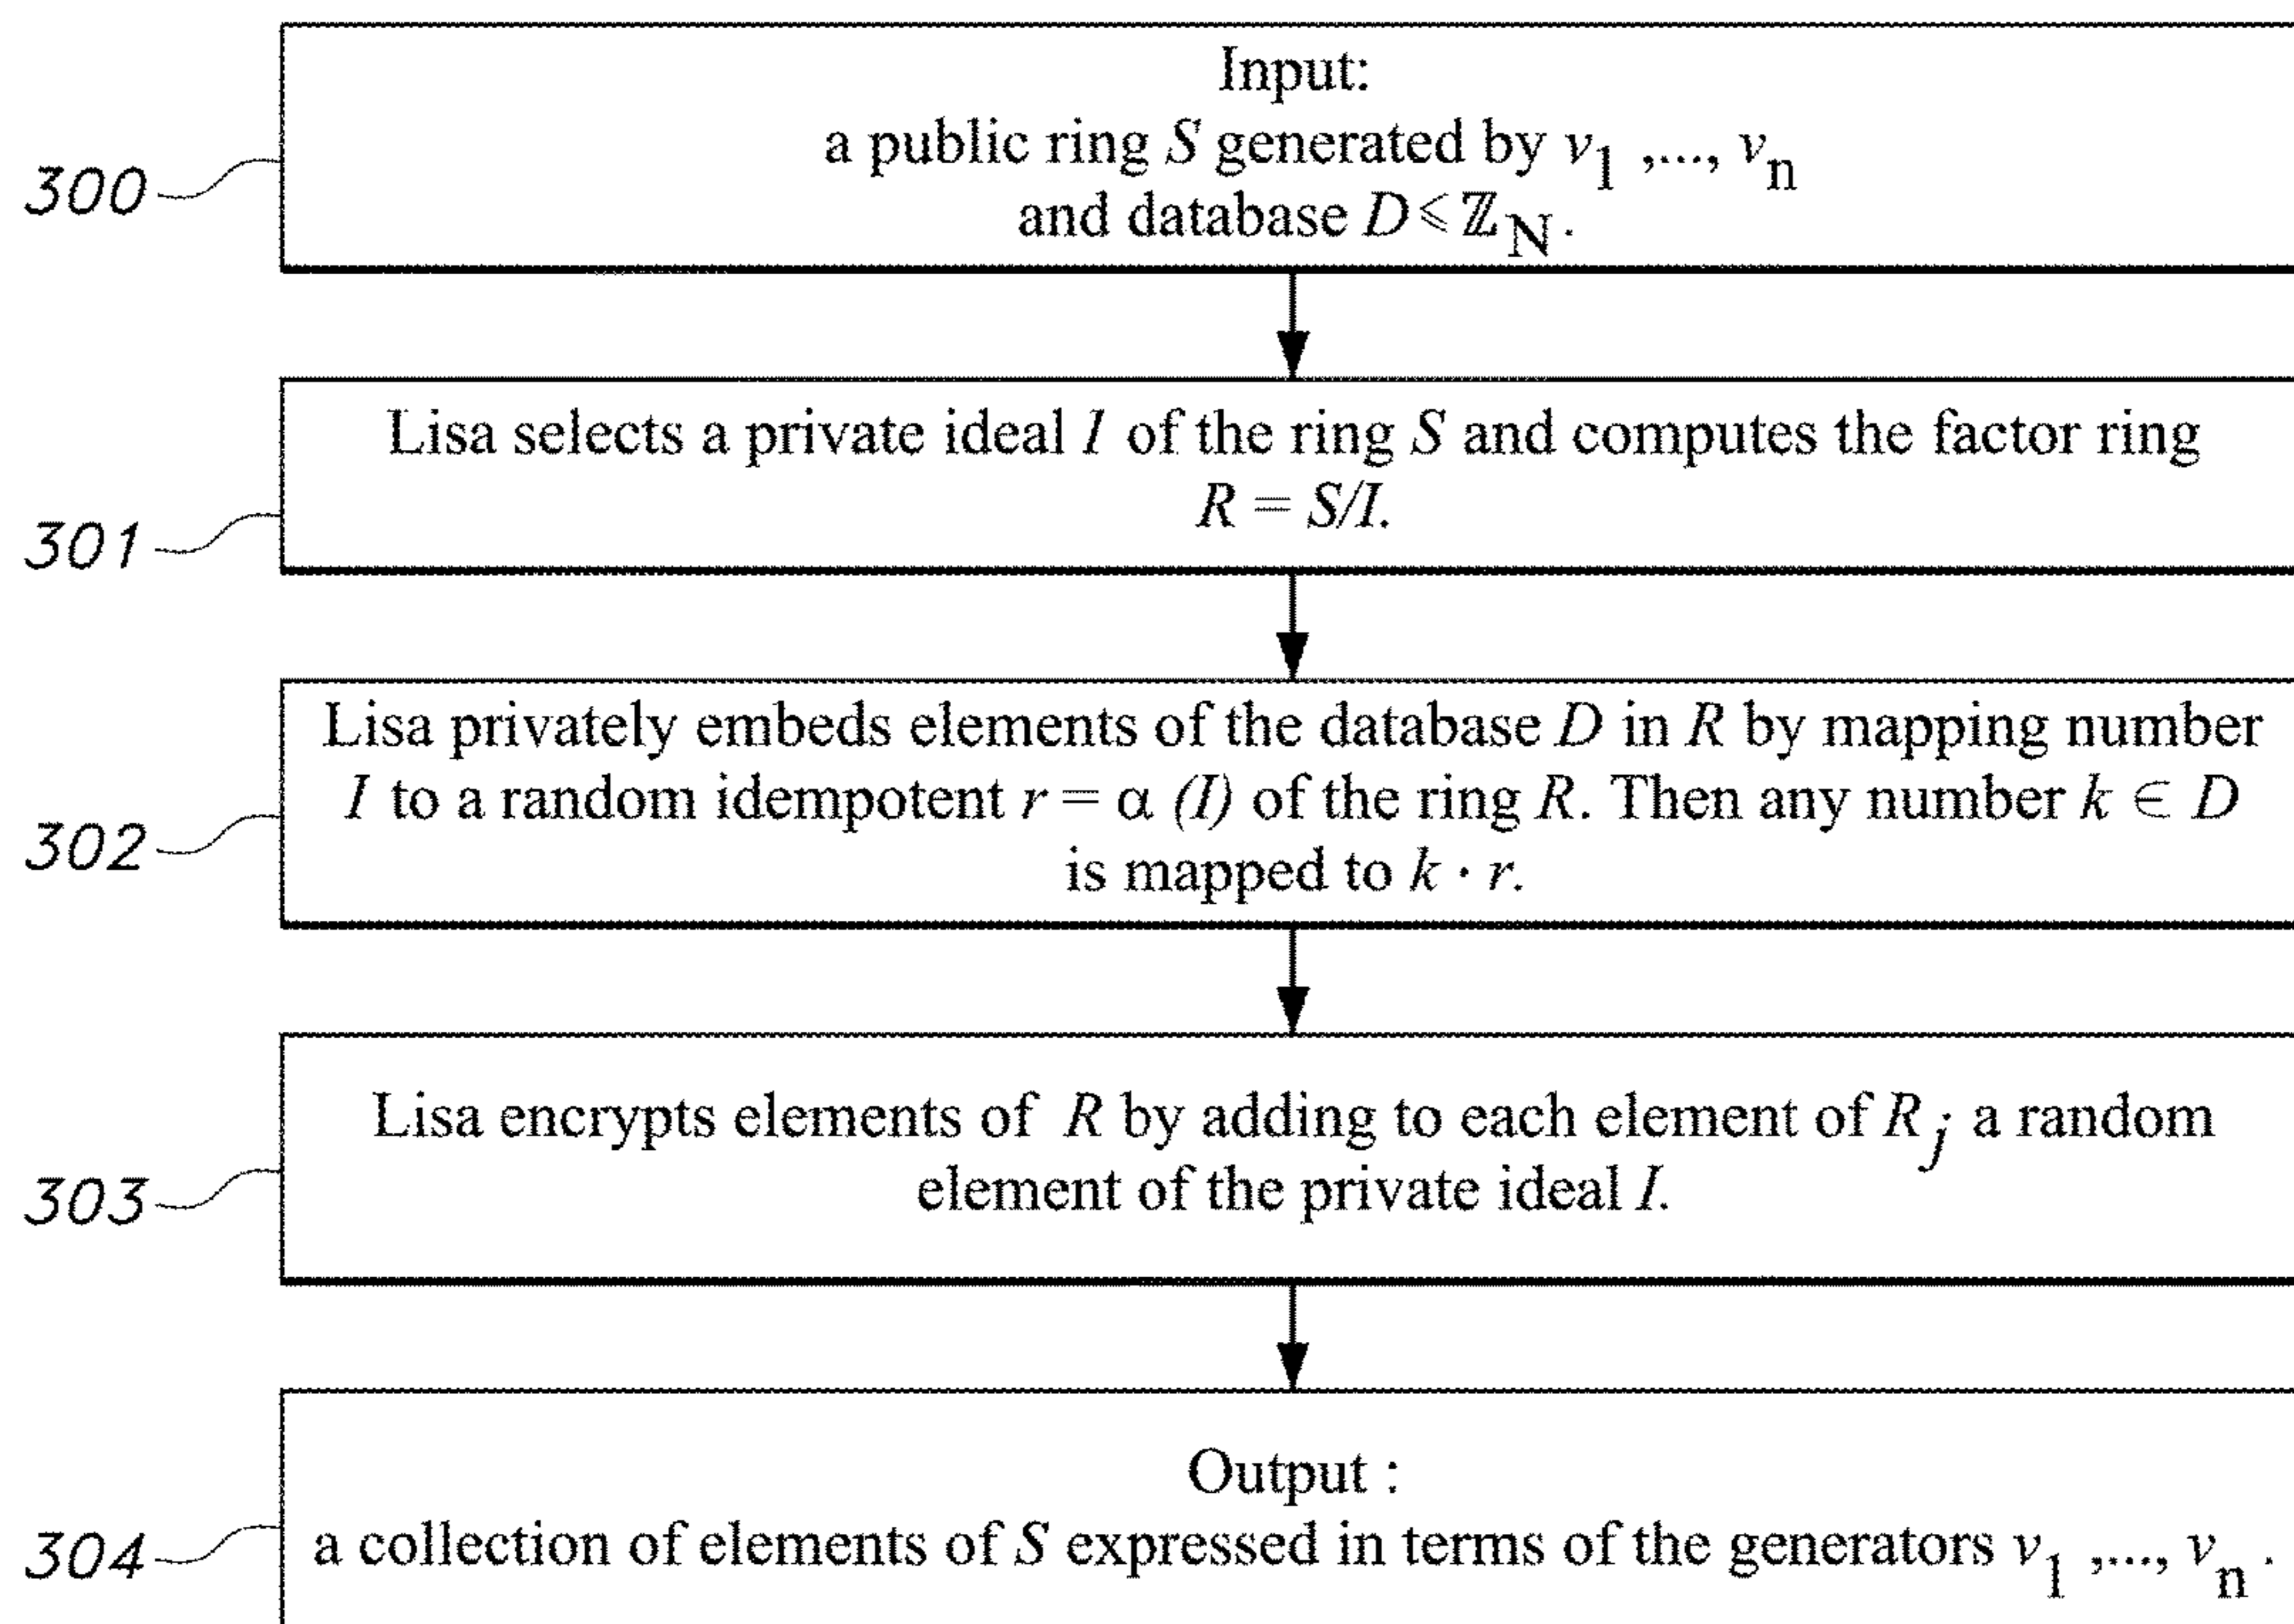 Input:
a public ring S generated by v₁ ,..., vₙ
300
and database D ⩽ ℤ_N .
Lisa selects a private ideal I of the ring S and computes the factor ring
R = S/I.
301
Lisa privately embeds elements of the database D in R by mapping number
I to a random idempotent r = α (I) of the ring R. Then any number k ∈ D
302
is mapped to k · r.
Lisa encrypts elements of R by adding to each element of R_j a random
element of the private ideal I.
303
Output :
a collection of elements of S expressed in terms of the generators v₁ ,..., vₙ .
304